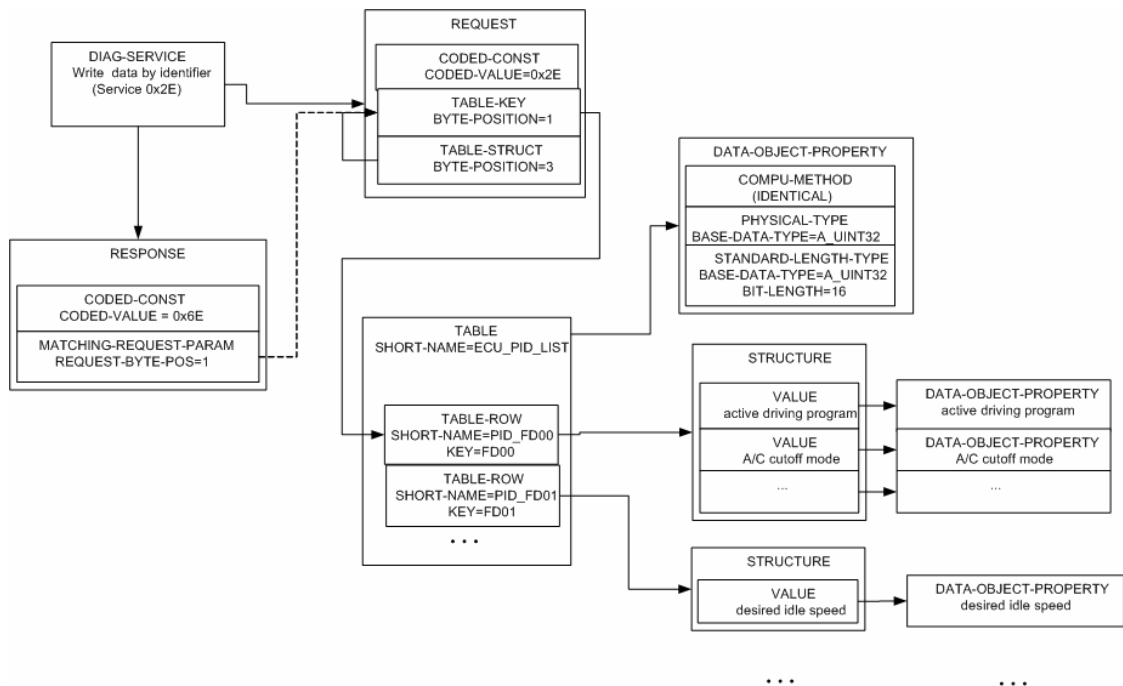 REQUEST
DIAG-SERVICE
Write data by identifier
(Service 0x2E)
CODED-CONST
CODED-VALUE=0x2E
TABLE-KEY
BYTE-POSITION=1
TABLE-STRUCT
BYTE-POSITION=3
DATA-OBJECT-PROPERTY
COMPU-METHOD
(IDENTICAL)
PHYSICAL-TYPE
BASE-DATA-TYPE=A_UINT32
STANDARD-LENGTH-TYPE
BASE-DATA-TYPE=A_UINT32
BIT-LENGTH=16
RESPONSE
CODED-CONST
CODED-VALUE = 0x6E
MATCHING-REQUEST-PARAM
REQUEST-BYTE-POS=1
TABLE
SHORT-NAME=ECU_PID_LIST
TABLE-ROW
SHORT-NAME=PID_FD00
KEY=FD00
TABLE-ROW
SHORT-NAME=PID_FD01
KEY=FD01
...
STRUCTURE
VALUE
active driving program
VALUE
A/C cutoff mode
...
DATA-OBJECT-PROPERTY
active driving program
DATA-OBJECT-PROPERTY
A/C cutoff mode
...
STRUCTURE
VALUE
desired idle speed
DATA-OBJECT-PROPERTY
desired idle speed
...
...